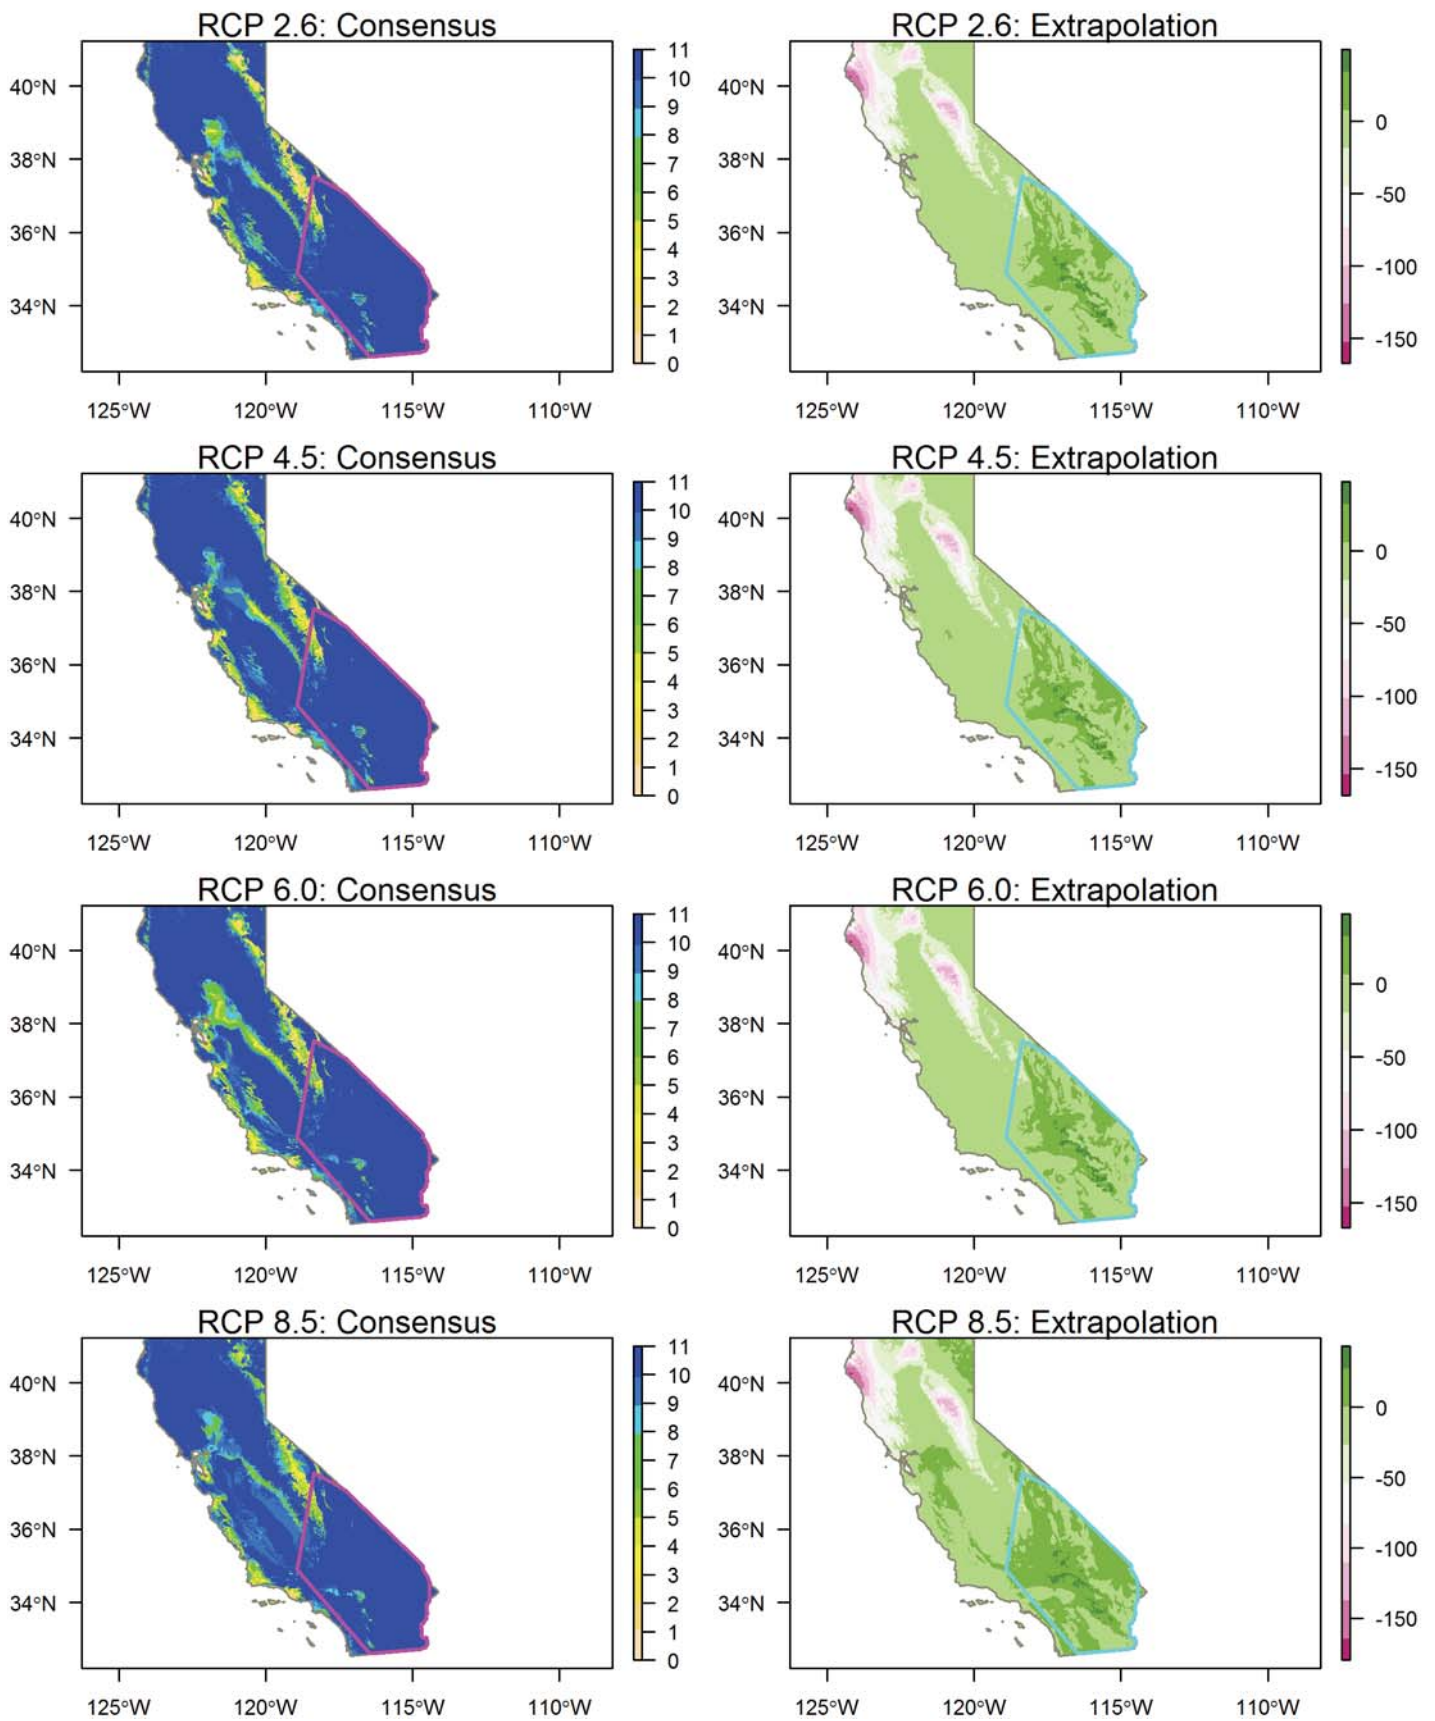 RCP 2.6: Consensus
40°N
38°N
36°N
34°N
125°W 120°W 115°W 110°W
11
10
9
8
7
6
5
4
3
2
1
0
RCP 2.6: Extrapolation
40°N
38°N
36°N
34°N
125°W 120°W 115°W 110°W
0
-50
-100
-150
RCP 4.5: Consensus
40°N
38°N
36°N
34°N
125°W 120°W 115°W 110°W
11
10
9
8
7
6
5
4
3
2
1
0
RCP 4.5: Extrapolation
40°N
38°N
36°N
34°N
125°W 120°W 115°W 110°W
0
-50
-100
-150
RCP 6.0: Consensus
40°N
38°N
36°N
34°N
125°W 120°W 115°W 110°W
11
10
9
8
7
6
5
4
3
2
1
0
RCP 6.0: Extrapolation
40°N
38°N
36°N
34°N
125°W 120°W 115°W 110°W
0
-50
-100
-150
RCP 8.5: Consensus
40°N
38°N
36°N
34°N
125°W 120°W 115°W 110°W
11
10
9
8
7
6
5
4
3
2
1
0
RCP 8.5: Extrapolation
40°N
38°N
36°N
34°N
125°W 120°W 115°W 110°W
0
-50
-100
-150